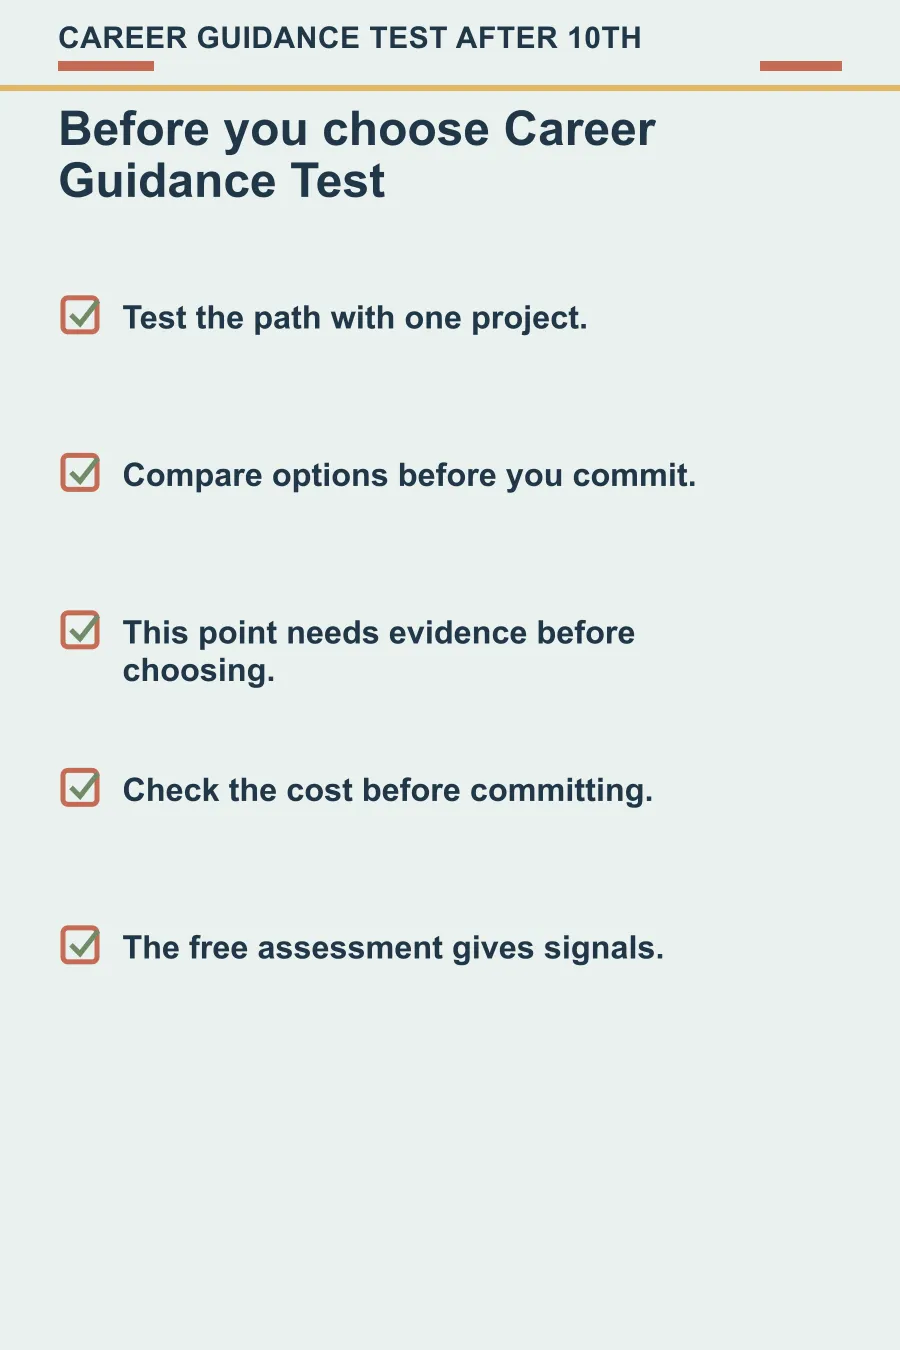 CAREER GUIDANCE TEST AFTER 10TH
Before you choose Career
Guidance Test
Test the path with one project.
Compare options before you commit.
This point needs evidence before
choosing.
Check the cost before committing.
The free assessment gives signals.